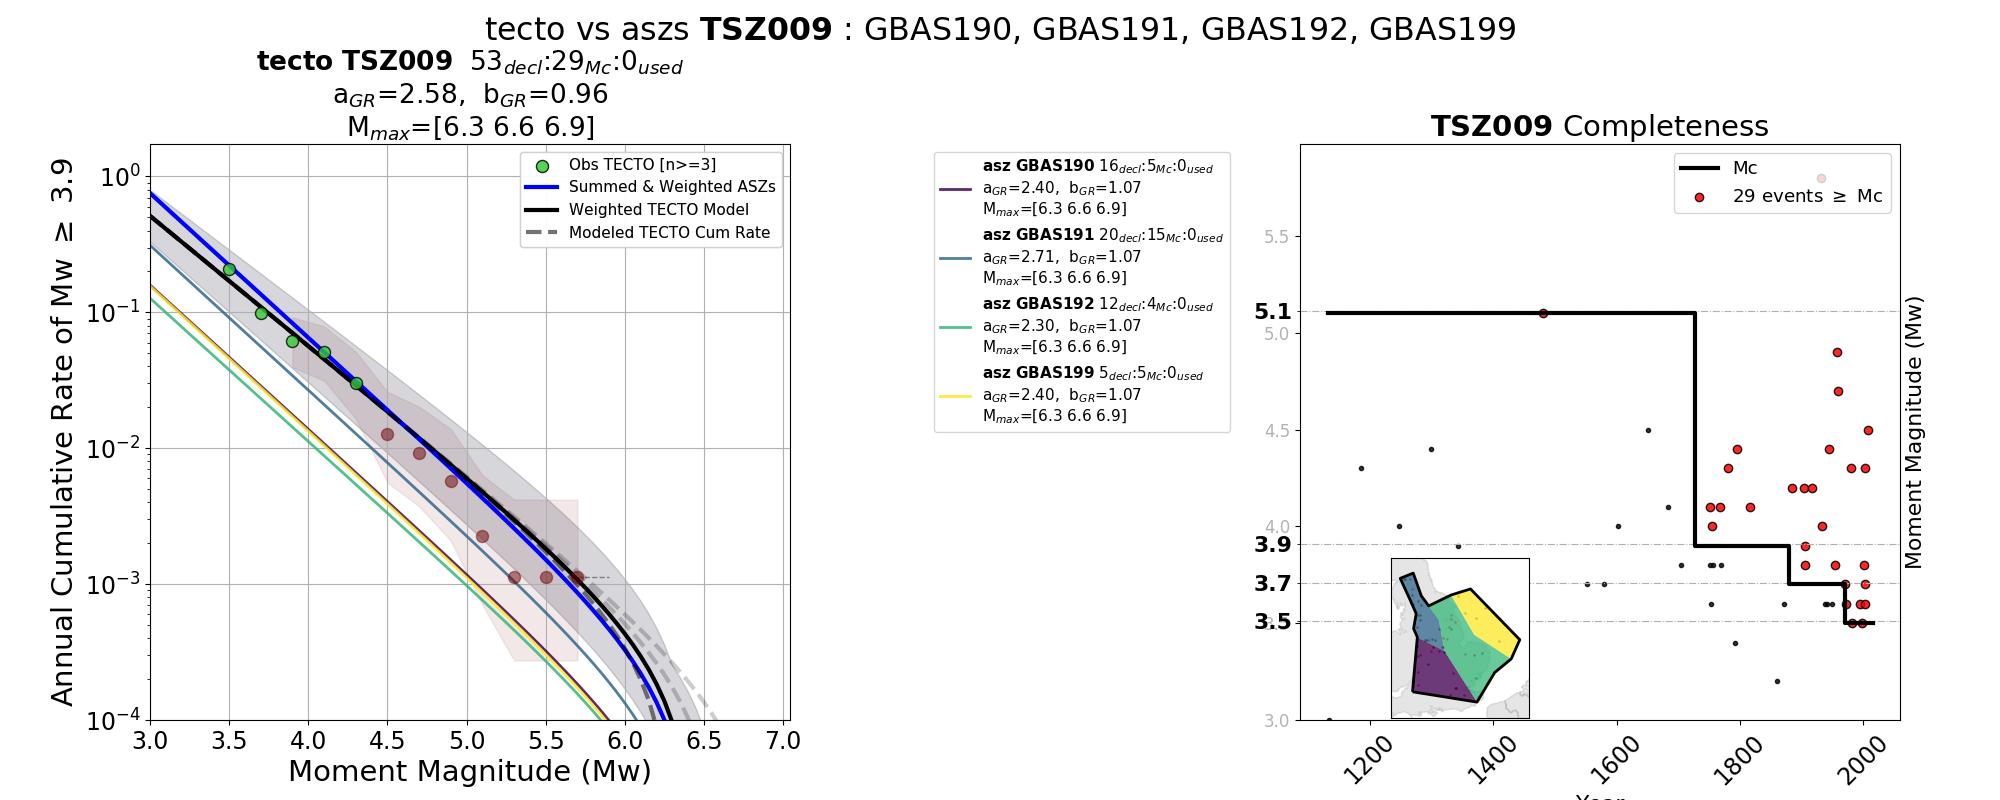 tecto vs aszs TSZ009 : GBAS190, GBAS191, GBAS192, GBAS199
tecto TSZ009 53decl:29Mc:0used
aGR=2.58, bGR=0.96
Mmax=[6.3 6.6 6.9]
Annual Cumulative Rate of Mw ≥ 3.9
10^0
10^−1
10^−2
10^−3
10^−4
3.0 3.5 4.0 4.5 5.0 5.5 6.0 6.5 7.0
Moment Magnitude (Mw)
Obs TECTO [n>=3]
Summed & Weighted ASZs
Weighted TECTO Model
Modeled TECTO Cum Rate
asz GBAS190 16decl:5Mc:0used
aGR=2.40, bGR=1.07
Mmax=[6.3 6.6 6.9]
asz GBAS191 20decl:15Mc:0used
aGR=2.71, bGR=1.07
Mmax=[6.3 6.6 6.9]
asz GBAS192 12decl:4Mc:0used
aGR=2.30, bGR=1.07
Mmax=[6.3 6.6 6.9]
asz GBAS199 5decl:5Mc:0used
aGR=2.40, bGR=1.07
Mmax=[6.3 6.6 6.9]
TSZ009 Completeness
Mc
29 events ≥ Mc
5.5
5.1
5.0
4.5
4.0
3.9
3.7
3.5
3.0
1200 1400 1600 1800 2000
Year
Moment Magnitude (Mw)